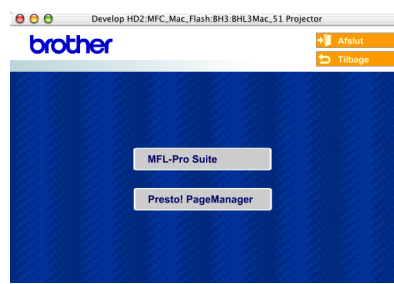 Develop HD2:MFC_Mac_Flash:BH3:BHL3Mac_51 Projector
brother
Afslut
Tilbage
MFL-Pro Suite
Presto! PageManager